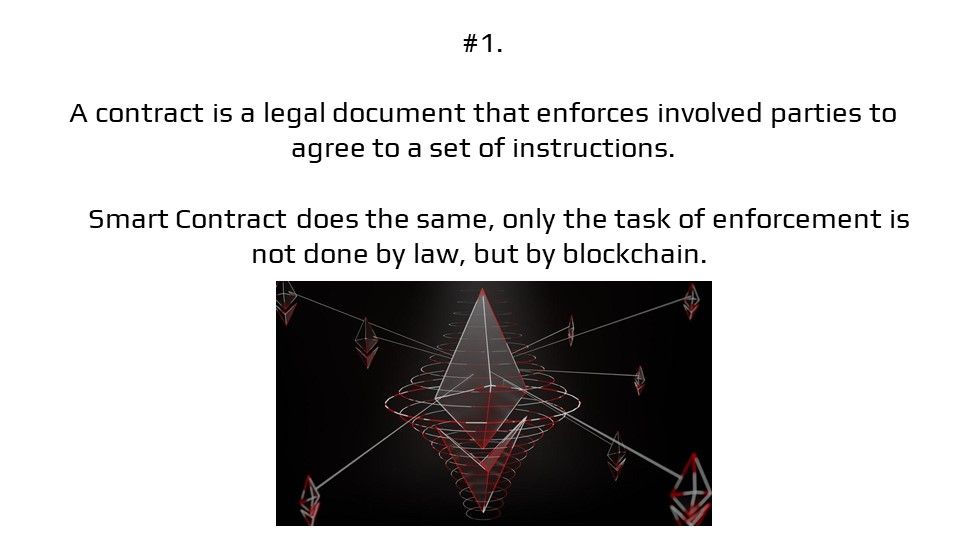 #1.
A contract is a legal document that enforces involved parties to
agree to a set of instructions.
Smart Contract does the same, only the task of enforcement is
not done by law, but by blockchain.